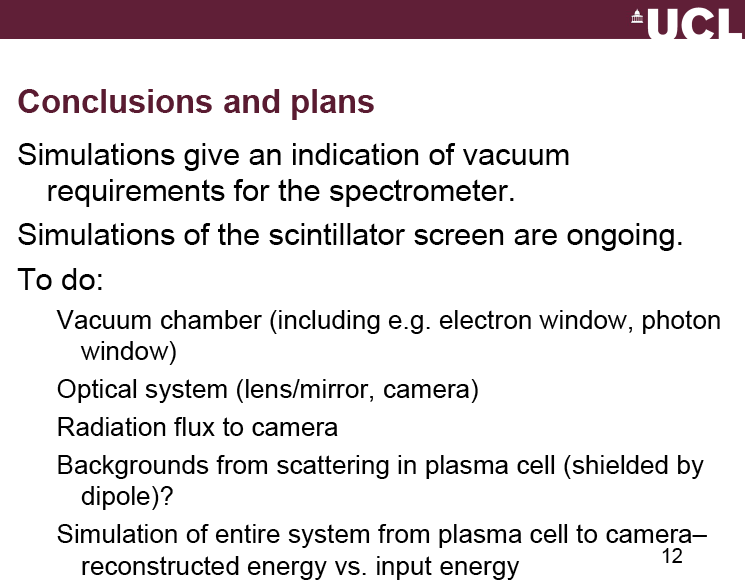 UCL
Conclusions and plans
Simulations give an indication of vacuum
requirements for the spectrometer.
Simulations of the scintillator screen are ongoing.
To do:
Vacuum chamber (including e.g. electron window, photon
window)
Optical system (lens/mirror, camera)
Radiation flux to camera
Backgrounds from scattering in plasma cell (shielded by
dipole)?
Simulation of entire system from plasma cell to camera–
reconstructed energy vs. input energy
12